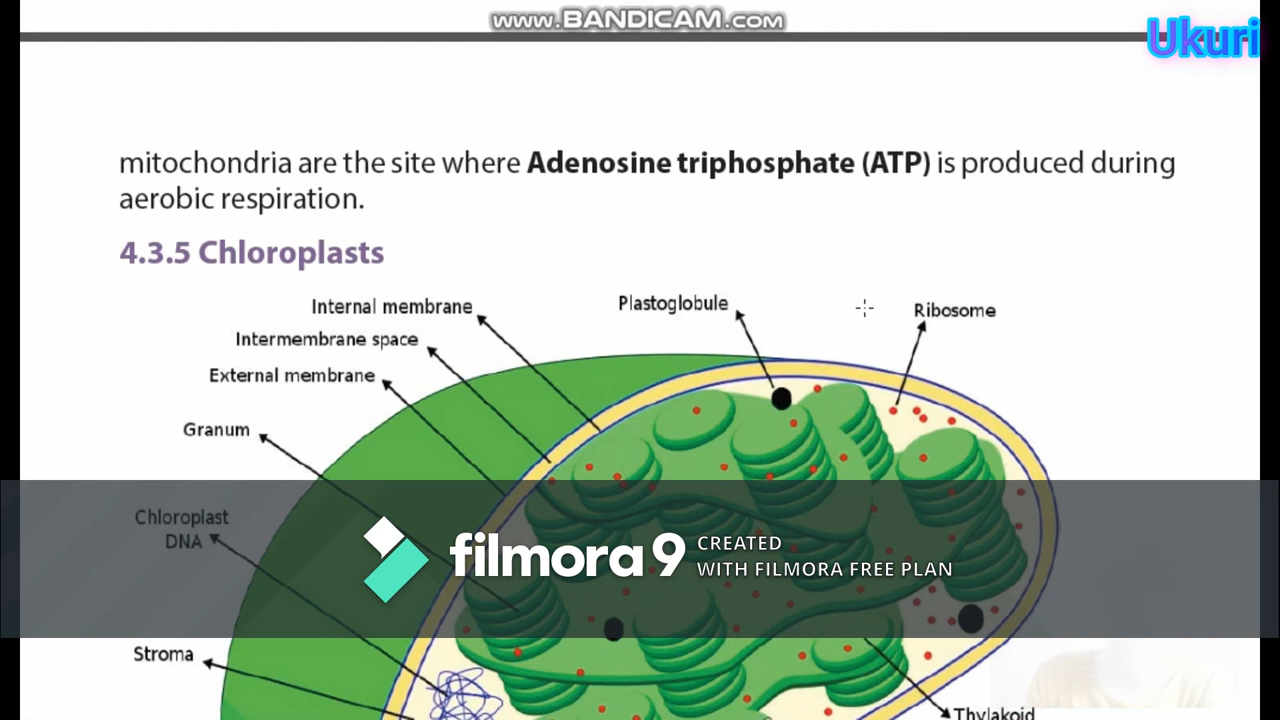 www.BANDICAM.com
Ukuri
mitochondria are the site where Adenosine triphosphate (ATP) is produced during
aerobic respiration.
4.3.5 Chloroplasts
Internal membrane
Plastoglobule
Ribosome
Intermembrane space
External membrane
Granum
Chloroplast
DNA
filmora9
CREATED
WITH FILMORA FREE PLAN
Stroma
Thylakoid